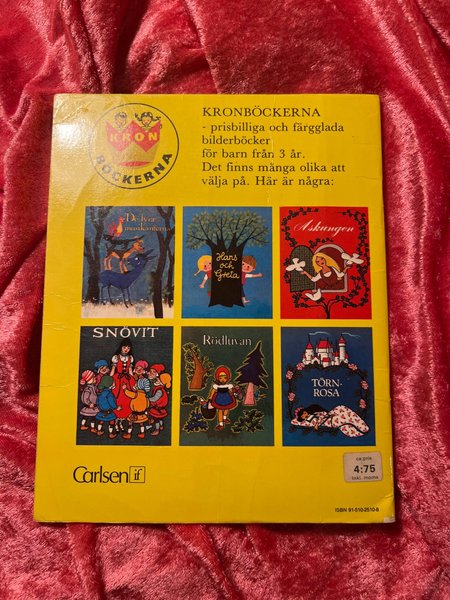 KRON
BÖCKERNA
KRONBÖCKERNA
- prisbilliga och färgglada
bilderböcker
för barn från 3 år.
Det finns många olika att
välja på. Här är några:
De fyra
musikanterna
Hans
och
Greta
Askungen
SNÖVIT
Rödluvan
TÖRN-
ROSA
Carlsen if
ca pris
4:75
inkl. moms
ISBN 91-510-2510-8